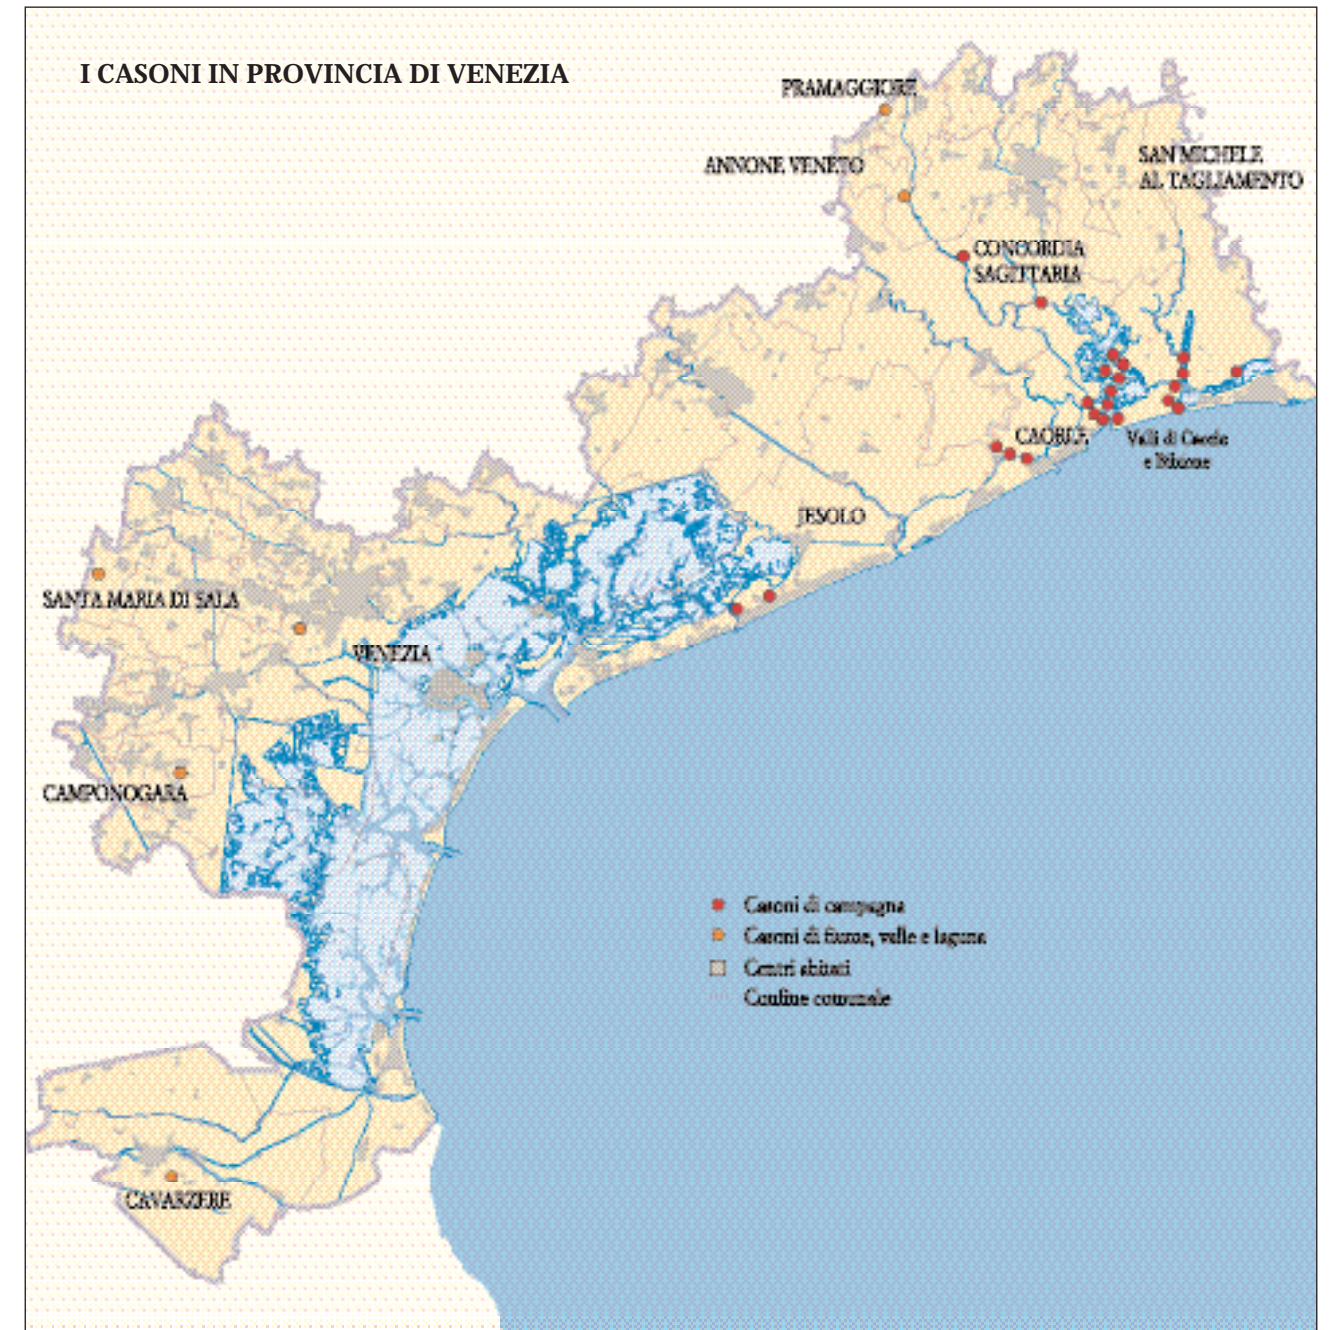 I CASONI IN PROVINCIA DI VENEZIA
PRAMAGGIORE
ANNONE VENETO
SAN MICHELE
AL TAGLIAMENTO
CONCORDIA
SAGITTARIA
CAORLE
Valli di Caorle
e Bibione
JESOLO
SANTA MARIA DI SALA
VENEZIA
CAMPONOGARA
Casoni di campagna
Casoni di fiume, valle e laguna
Centri abitati
Confine comunale
CAVARZERE